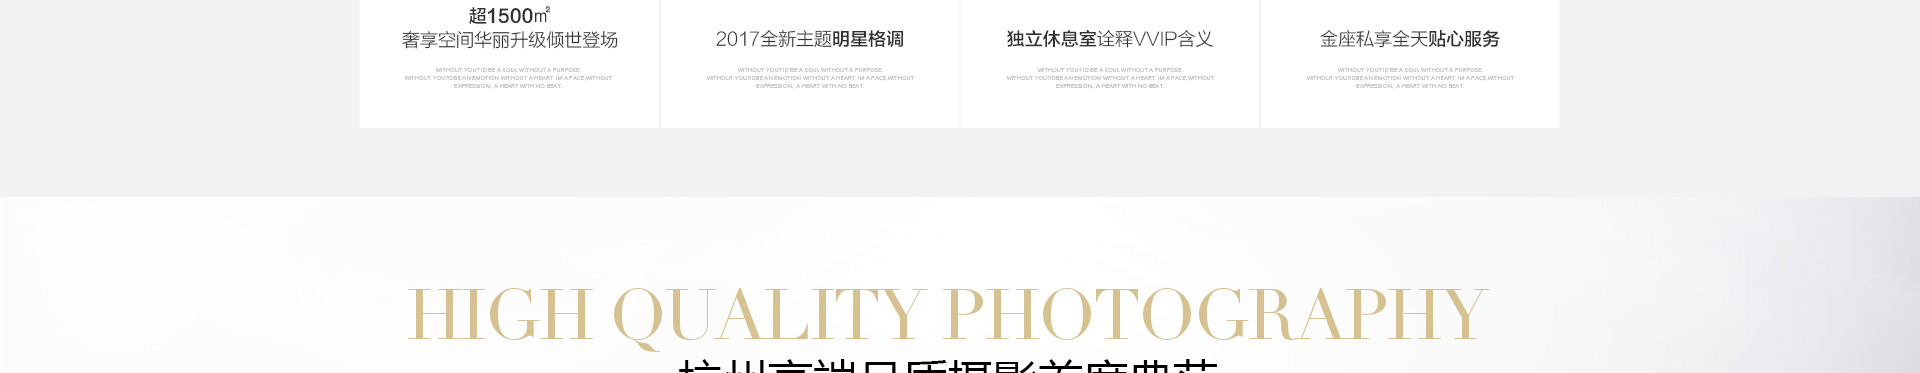 超1500㎡
奢享空间华丽升级倾世登场
WITHOUT YOU? I'D BE A SOUL WITHOUT A PURPOSE.
WITHOUT YOU?I'D BE AN EMOTION WITHOUT A HEART. I'M A FACE,WITHOUT
EXPRESSION, A HEART WITH NO BEAT.
2017全新主题明星格调
WITHOUT YOU? I'D BE A SOUL WITHOUT A PURPOSE.
WITHOUT YOU?I'D BE AN EMOTION WITHOUT A HEART. I'M A FACE,WITHOUT
EXPRESSION, A HEART WITH NO BEAT.
独立休息室诠释VVIP含义
WITHOUT YOU? I'D BE A SOUL WITHOUT A PURPOSE.
WITHOUT YOU?I'D BE AN EMOTION WITHOUT A HEART. I'M A FACE,WITHOUT
EXPRESSION, A HEART WITH NO BEAT.
金座私享全天贴心服务
WITHOUT YOU? I'D BE A SOUL WITHOUT A PURPOSE.
WITHOUT YOU?I'D BE AN EMOTION WITHOUT A HEART. I'M A FACE,WITHOUT
EXPRESSION, A HEART WITH NO BEAT.
HIGH QUALITY PHOTOGRAPHY